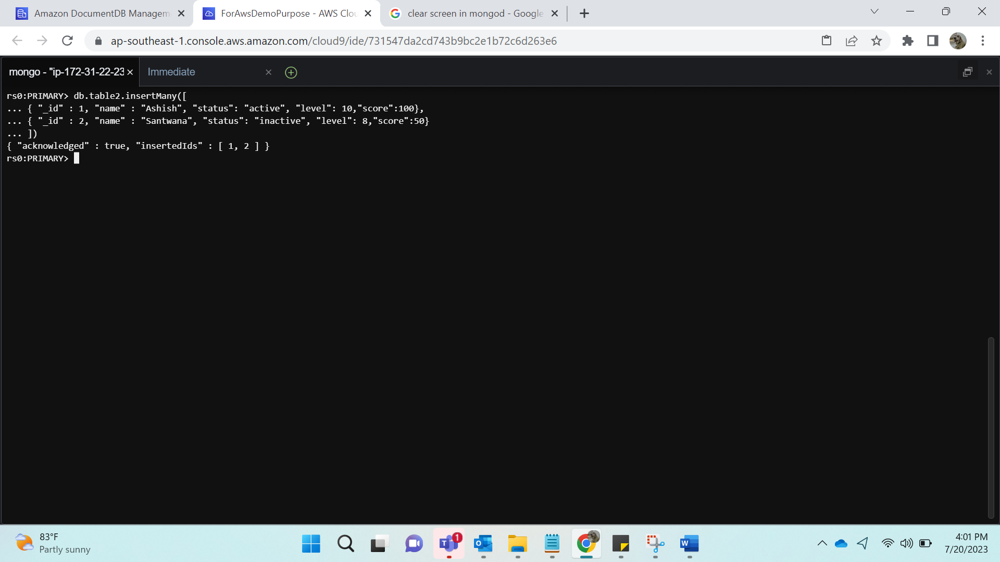 Amazon DocumentDB Managem
ForAwsDemoPurpose - AWS Clou
clear screen in mongod - Google
ap-southeast-1.console.aws.amazon.com/cloud9/ide/731547da2cd743b9bc2e1b72c6d263e6
mongo - "ip-172-31-22-23
Immediate
rs0:PRIMARY> db.table2.insertMany([
... { "_id" : 1, "name" : "Ashish", "status": "active", "level": 10,"score":100},
... { "_id" : 2, "name" : "Santwana", "status": "inactive", "level": 8,"score":50}
... ])
{ "acknowledged" : true, "insertedIds" : [ 1, 2 ] }
rs0:PRIMARY>
83°F
Partly sunny
1
4:01 PM
7/20/2023